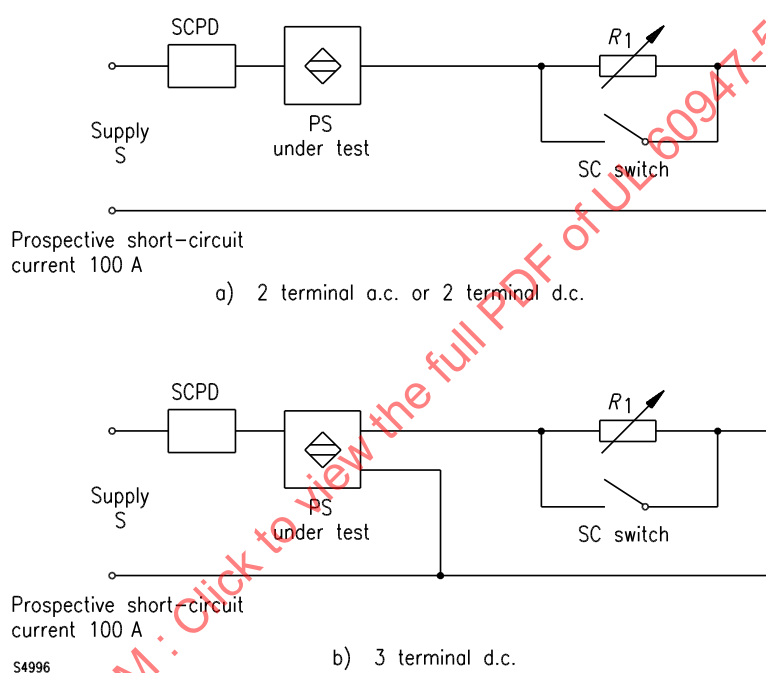 SCPD
R1
Supply
S
PS
under test
SC switch
Prospective short-circuit
current 100 A
a) 2 terminal a.c. or 2 terminal d.c.
SCPD
R1
Supply
S
PS
under test
SC switch
Prospective short-circuit
current 100 A
b) 3 terminal d.c.
S4996
M : Click to view the full PDF of UL 60947-5